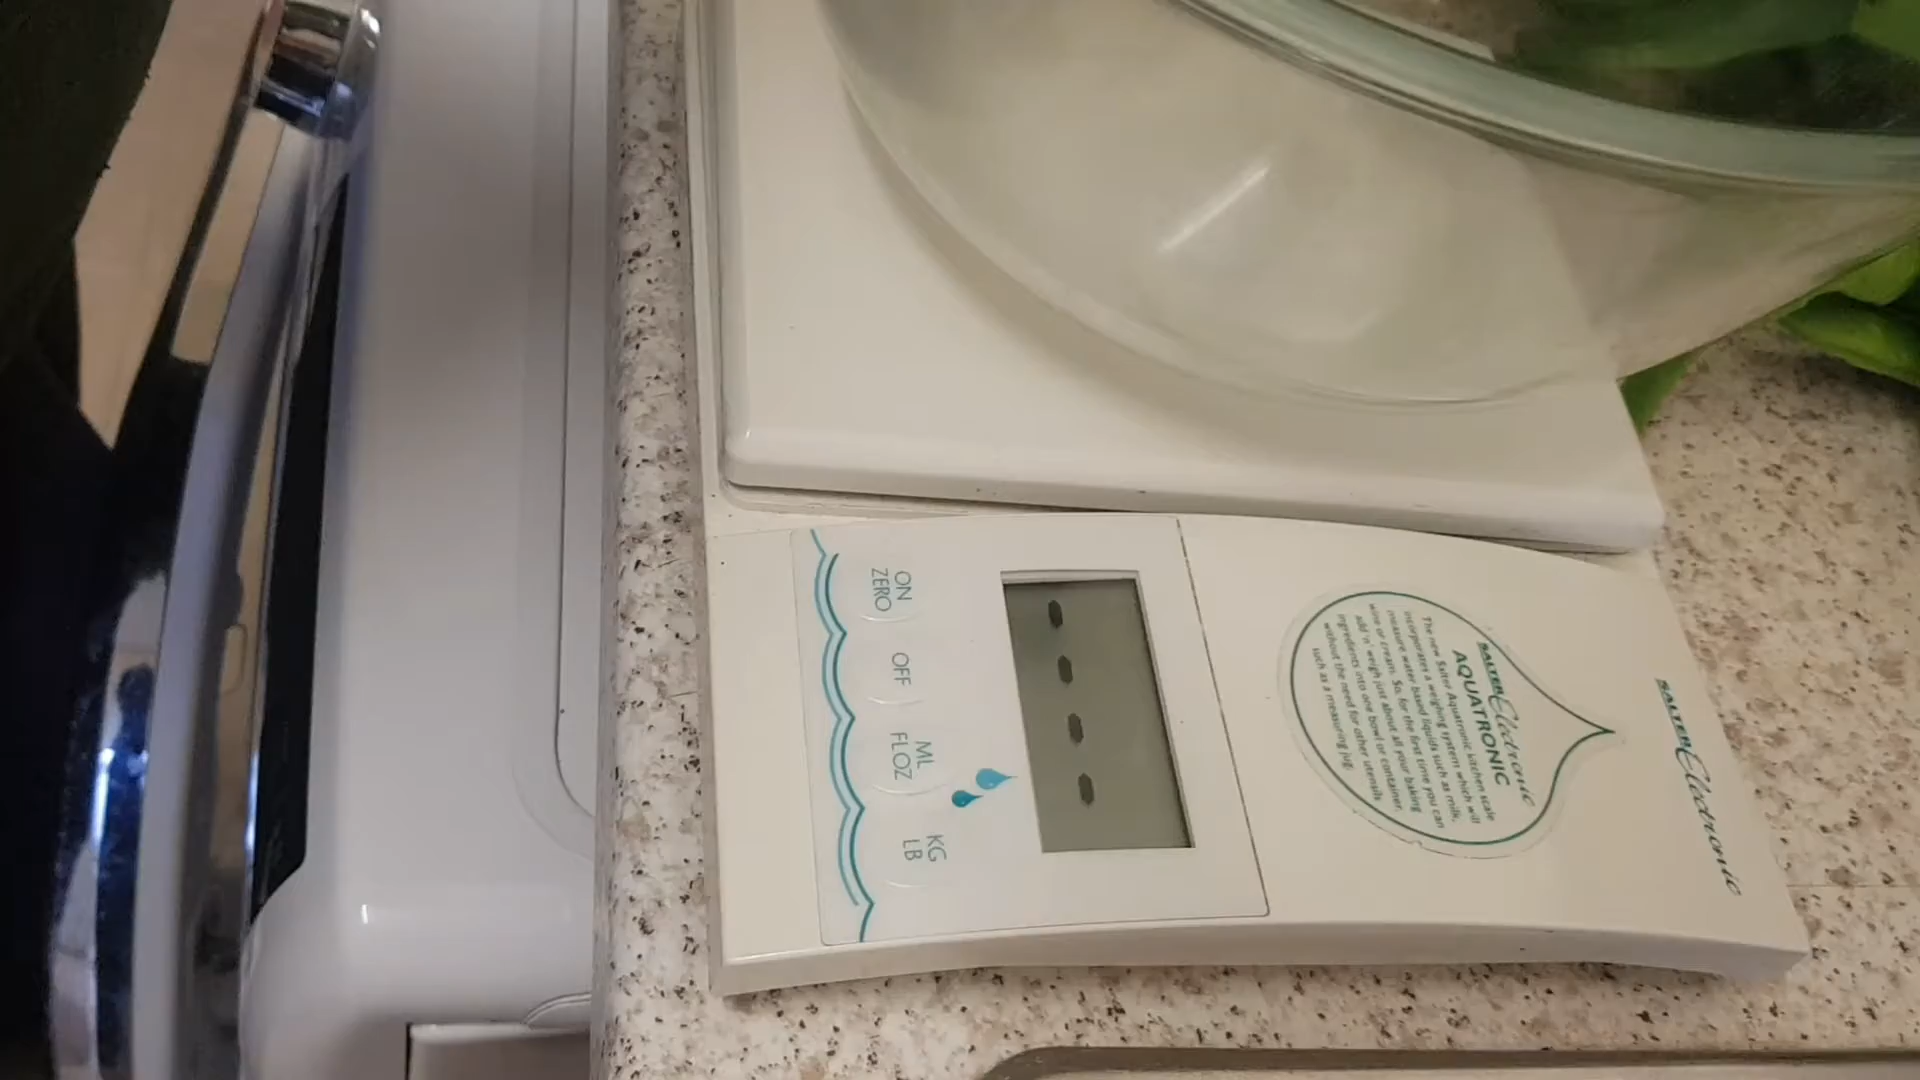 ON
ZERO
OFF
ML
FLOZ
KG
LB
----
SALTER Electronic
AQUATRONIC
The new Salter Aquatronic kitchen scale
incorporates a weighing system which will
measure water based liquids such as milk,
wine or cream. So, for the first time you can
add 'n' weigh just about all your baking
ingredients into one bowl or container,
without the need for other utensils
such as a measuring jug.
SALTER Electronic